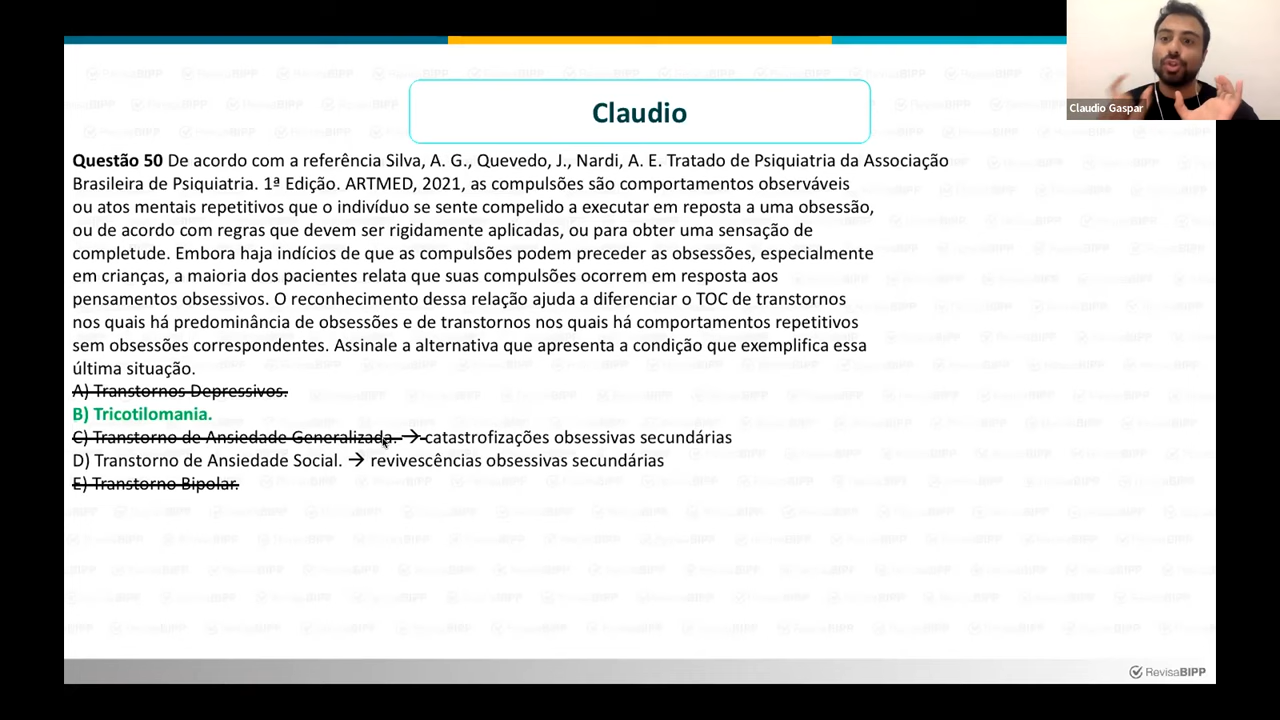 Claudio
Claudio Gaspar
Questão 50 De acordo com a referência Silva, A. G., Quevedo, J., Nardi, A. E. Tratado de Psiquiatria da Associação
Brasileira de Psiquiatria. 1ª Edição. ARTMED, 2021, as compulsões são comportamentos observáveis
ou atos mentais repetitivos que o indivíduo se sente compelido a executar em reposta a uma obsessão,
ou de acordo com regras que devem ser rigidamente aplicadas, ou para obter uma sensação de
completude. Embora haja indícios de que as compulsões podem preceder as obsessões, especialmente
em crianças, a maioria dos pacientes relata que suas compulsões ocorrem em resposta aos
pensamentos obsessivos. O reconhecimento dessa relação ajuda a diferenciar o TOC de transtornos
nos quais há predominância de obsessões e de transtornos nos quais há comportamentos repetitivos
sem obsessões correspondentes. Assinale a alternativa que apresenta a condição que exemplifica essa
última situação.
A) Transtornos Depressivos.
B) Tricotilomania.
C) Transtorno de Ansiedade Generalizada. → catastrofizações obsessivas secundárias
D) Transtorno de Ansiedade Social. → revivescências obsessivas secundárias
E) Transtorno Bipolar.
RevisaBIPP